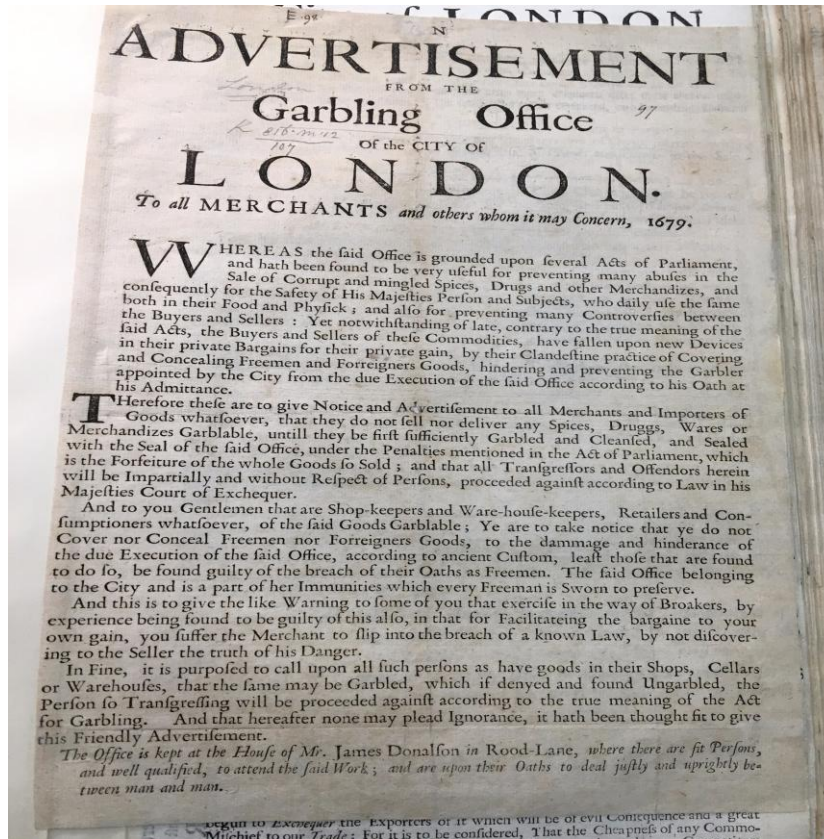 E. 98
of LONDON
N
ADVERTISEMENT
FROM THE
Garbling Office
97
London
816.m.12
107
Of the CITY OF
LONDON.
To all MERCHANTS and others whom it may Concern, 1679.
WHEREAS the ſaid Office is grounded upon ſeveral Acts of Parliament,
and hath been found to be very uſeful for preventing many abuſes in the
Sale of Corrupt and mingled Spices, Drugs and other Merchandizes, and
conſequently for the Safety of His Majeſties Perſon and Subjects, who daily uſe the ſame
both in their Food and Phyſick; and alſo for preventing many Controverſies between
the Buyers and Sellers : Yet notwithſtanding of late, contrary to the true meaning of the
ſaid Acts, the Buyers and Sellers of theſe Commodities, have fallen upon new Devices
in their private Bargains for their private gain, by their Clandeſtine practice of Covering
and Concealing Freemen and Forreigners Goods, hindering and preventing the Garbler
appointed by the City from the due Execution of the ſaid Office according to his Oath at
his Admittance.
THerefore theſe are to give Notice and Advertiſement to all Merchants and Importers of
Goods whatſoever, that they do not ſell nor deliver any Spices, Druggs, Wares or
Merchandizes Garblable, untill they be firſt ſufficiently Garbled and Cleanſed, and Sealed
with the Seal of the ſaid Office, under the Penalties mentioned in the Act of Parliament, which
is the Forfeiture of the whole Goods ſo Sold ; and that all Tranſgreſſors and Offendors herein
will be Impartially and without Reſpect of Perſons, proceeded againſt according to Law in his
Majeſties Court of Exchequer.
And to you Gentlemen that are Shop-keepers and Ware-houſe-keepers, Retailers and Con-
ſumptioners whatſoever, of the ſaid Goods Garblable ; Ye are to take notice that ye do not
Cover nor Conceal Freemen nor Forreigners Goods, to the dammage and hinderance of
the due Execution of the ſaid Office, according to ancient Cuſtom, leaſt thoſe that are found
to do ſo, be found guilty of the breach of their Oaths as Freemen. The ſaid Office belonging
to the City and is a part of her Immunities which every Freeman is Sworn to preſerve.
And this is to give the like Warning to ſome of you that exerciſe in the way of Broakers, by
experience being found to be guilty of this alſo, in that for Facilitateing the bargaine to your
own gain, you ſuffer the Merchant to ſlip into the breach of a known Law, by not diſcover-
ing to the Seller the truth of his Danger.
In Fine, it is purpoſed to call upon all ſuch perſons as have goods in their Shops, Cellars
or Warehouſes, that the ſame may be Garbled, which if denyed and found Ungarbled, the
Perſon ſo Tranſgreſſing will be proceeded againſt according to the true meaning of the Act
for Garbling. And that hereafter none may plead Ignorance, it hath been thought fit to give
this Friendly Advertiſement.
The Office is kept at the Houſe of Mr. James Donalſon in Rood-Lane, where there are fit Perſons,
and well qualified, to attend the ſaid Work ; and are upon their Oaths to deal juſtly and uprightly be-
tween man and man.
begun to Exchequer the Exporters of it which will be of evil Conſequence and a great
Miſchief to our Trade : For it is to be conſidered, That the Cheapneſs of any Commo-